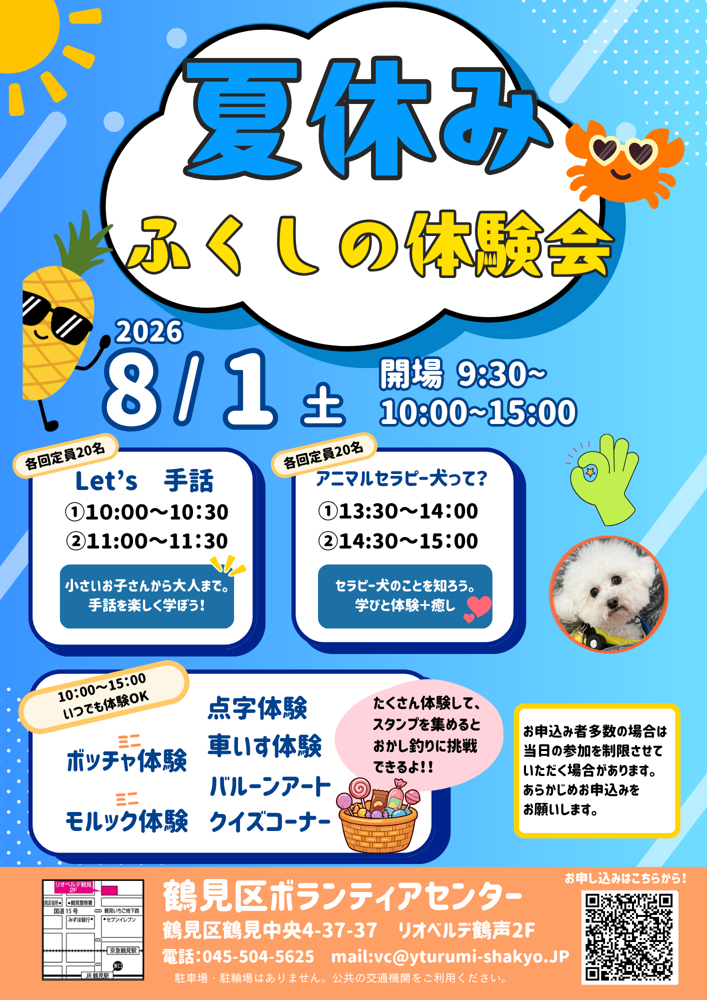 夏休み
ふくしの体験会
2026
8/1 土
開場 9:30~
10:00~15:00
各回定員20名
Let's 手話
①10:00〜10:30
②11:00〜11:30
小さいお子さんから大人まで。
手話を楽しく学ぼう!
各回定員20名
アニマルセラピー犬って?
①13:30〜14:00
②14:30〜15:00
セラピー犬のことを知ろう。
学びと体験+癒し
10:00〜15:00
いつでも体験OK
ミニ
ボッチャ体験
ミニ
モルック体験
点字体験
車いす体験
バルーンアート
クイズコーナー
たくさん体験して、
スタンプを集めると
おかし釣りに挑戦
できるよ!!
お申込み者多数の場合は
当日の参加を制限させて
いただく場合があります。
あらかじめお申込みを
お願いします。
リオベルデ鶴見
2F
見区役所●
●鶴見警察署
国道15号
鶴見いちご地下路
みずほ銀行●
●セブンイレブン
京急鶴見駅
東口
JR鶴見駅
鶴見区ボランティアセンター
鶴見区鶴見中央4-37-37 リオベルデ鶴声2F
電話:045-504-5625 mail:vc@yturumi-shakyo.JP
駐車場・駐輪場はありません。公共の交通機関をご利用ください。
お申し込みはこちらから!